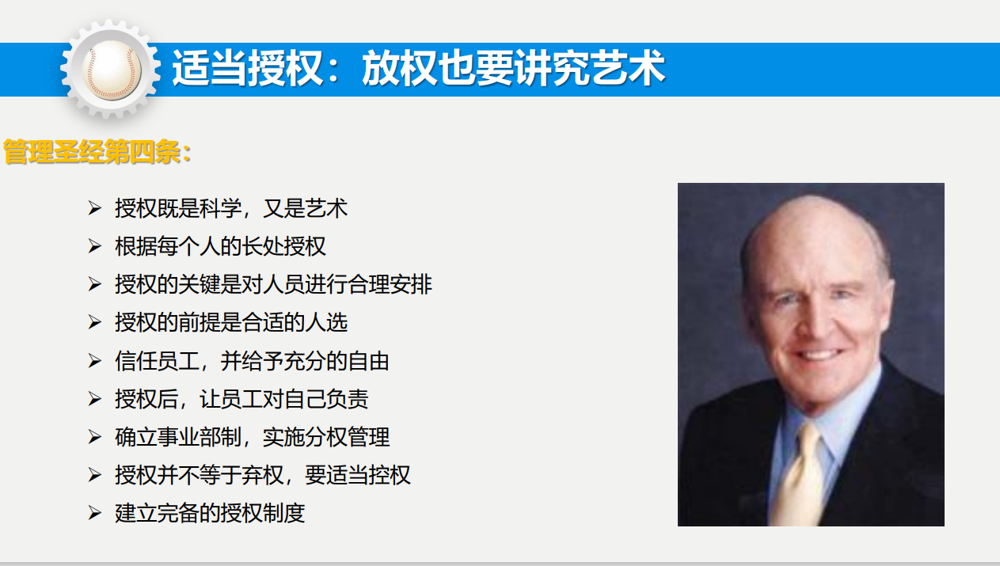 适当授权：放权也要讲究艺术
管理圣经第四条：
授权既是科学，又是艺术
根据每个人的长处授权
授权的关键是对人员进行合理安排
授权的前提是合适的人选
信任员工，并给予充分的自由
授权后，让员工对自己负责
确立事业部制，实施分权管理
授权并不等于弃权，要适当控权
建立完备的授权制度